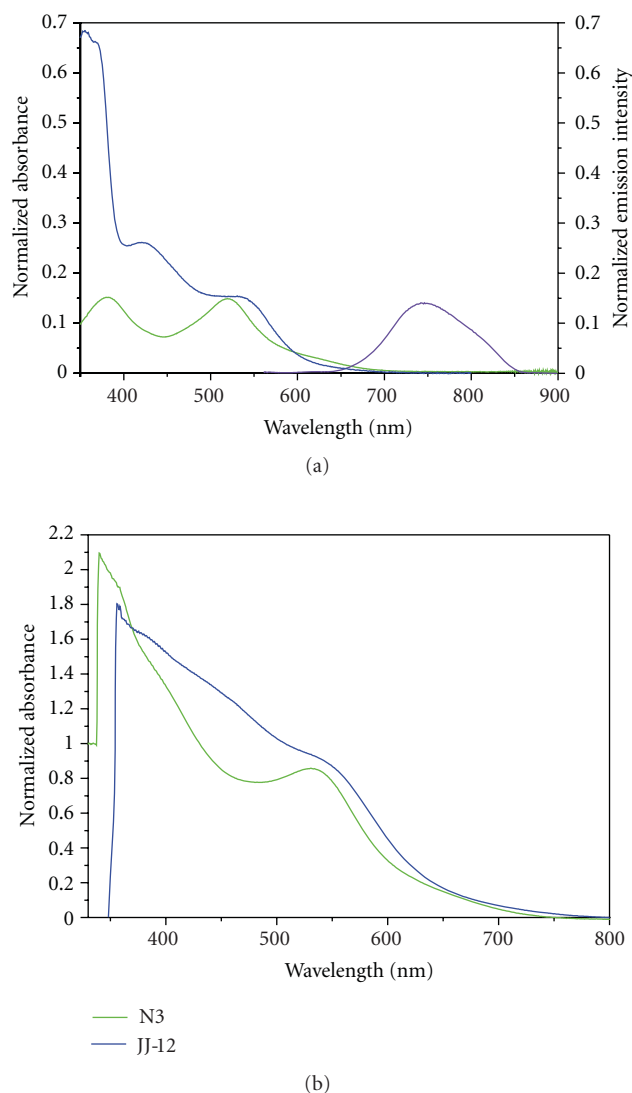 0.7
0.6
0.5
0.4
0.3
0.2
0.1
0
Normalized absorbance
0.7
0.6
0.5
0.4
0.3
0.2
0.1
0
Normalized emission intensity
400 500 600 700 800 900
Wavelength (nm)
(a)
2.2
2
1.8
1.6
1.4
1.2
1
0.8
0.6
0.4
0.2
0
Normalized absorbance
400 500 600 700 800
Wavelength (nm)
N3
JJ-12
(b)